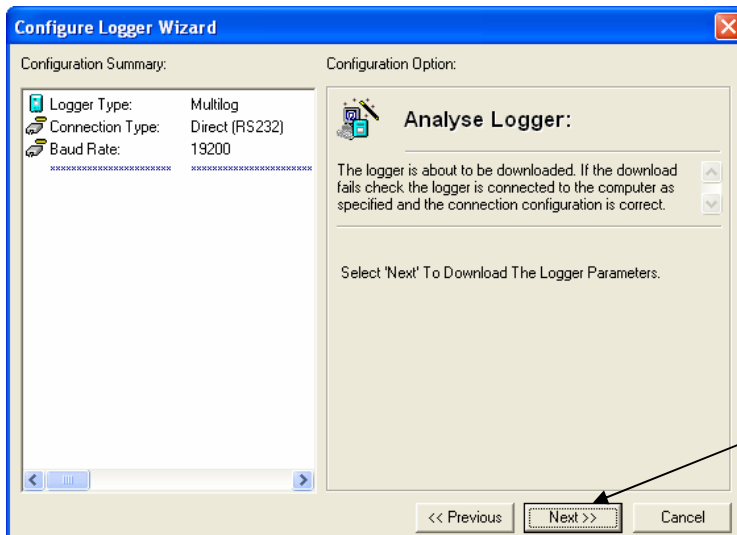 Configure Logger Wizard
Configuration Summary:
Configuration Option:
Logger Type: Multilog
Connection Type: Direct (RS232)
Baud Rate: 19200
xxxxxxxxxxxxxxxxxxxxxxx xxxxxxxxxxxxxxxxxxxxxxx
Analyse Logger:
The logger is about to be downloaded. If the download
fails check the logger is connected to the computer as
specified and the connection configuration is correct.
Select 'Next' To Download The Logger Parameters.
<< Previous
Next >>
Cancel